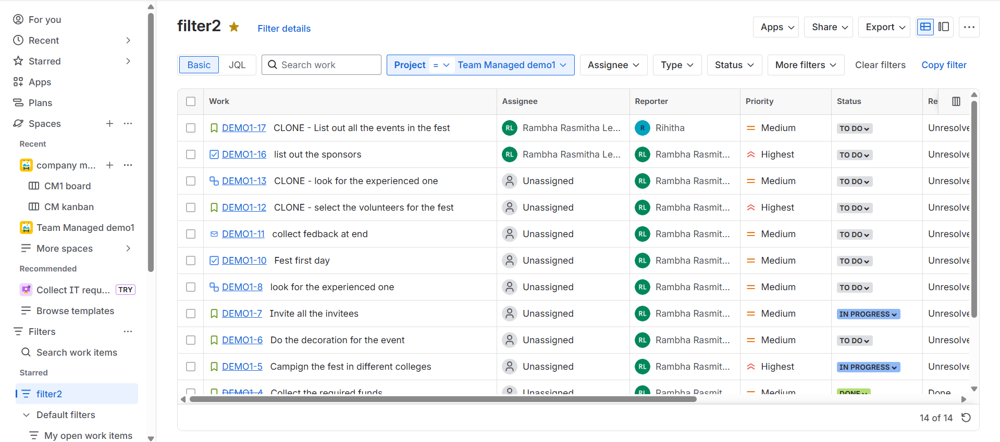 For you
Recent
Starred
Apps
Plans
Spaces
Recent
company m...
CM1 board
CM kanban
Team Managed demo1
More spaces
Recommended
Collect IT requ... TRY
Browse templates
Filters
Search work items
Starred
filter2
Default filters
My open work items
filter2 Filter details Apps Share Export
Basic JQL Search work Project = Team Managed demo1 Assignee Type Status More filters Clear filters Copy filter
Work Assignee Reporter Priority Status Re
DEMO1-17 CLONE - List out all the events in the fest RL Rambha Rasmitha Le... R Rihitha Medium TO DO Unresolve
DEMO1-16 list out the sponsors RL Rambha Rasmitha Le... RL Rambha Rasmit... Highest TO DO Unresolve
DEMO1-13 CLONE - look for the experienced one Unassigned RL Rambha Rasmit... Medium TO DO Unresolve
DEMO1-12 CLONE - select the volunteers for the fest Unassigned RL Rambha Rasmit... Highest TO DO Unresolve
DEMO1-11 collect fedback at end Unassigned RL Rambha Rasmit... Medium TO DO Unresolve
DEMO1-10 Fest first day Unassigned RL Rambha Rasmit... Medium TO DO Unresolve
DEMO1-8 look for the experienced one Unassigned RL Rambha Rasmit... Medium TO DO Unresolve
DEMO1-7 Invite all the invitees Unassigned RL Rambha Rasmit... Medium IN PROGRESS Unresolve
DEMO1-6 Do the decoration for the event Unassigned RL Rambha Rasmit... Medium TO DO Unresolve
DEMO1-5 Campign the fest in different colleges Unassigned RL Rambha Rasmit... Highest IN PROGRESS Unresolve
DEMO1-4 Collect the required funds Unassigned RL Rambha Rasmit Medium DONE Done
14 of 14